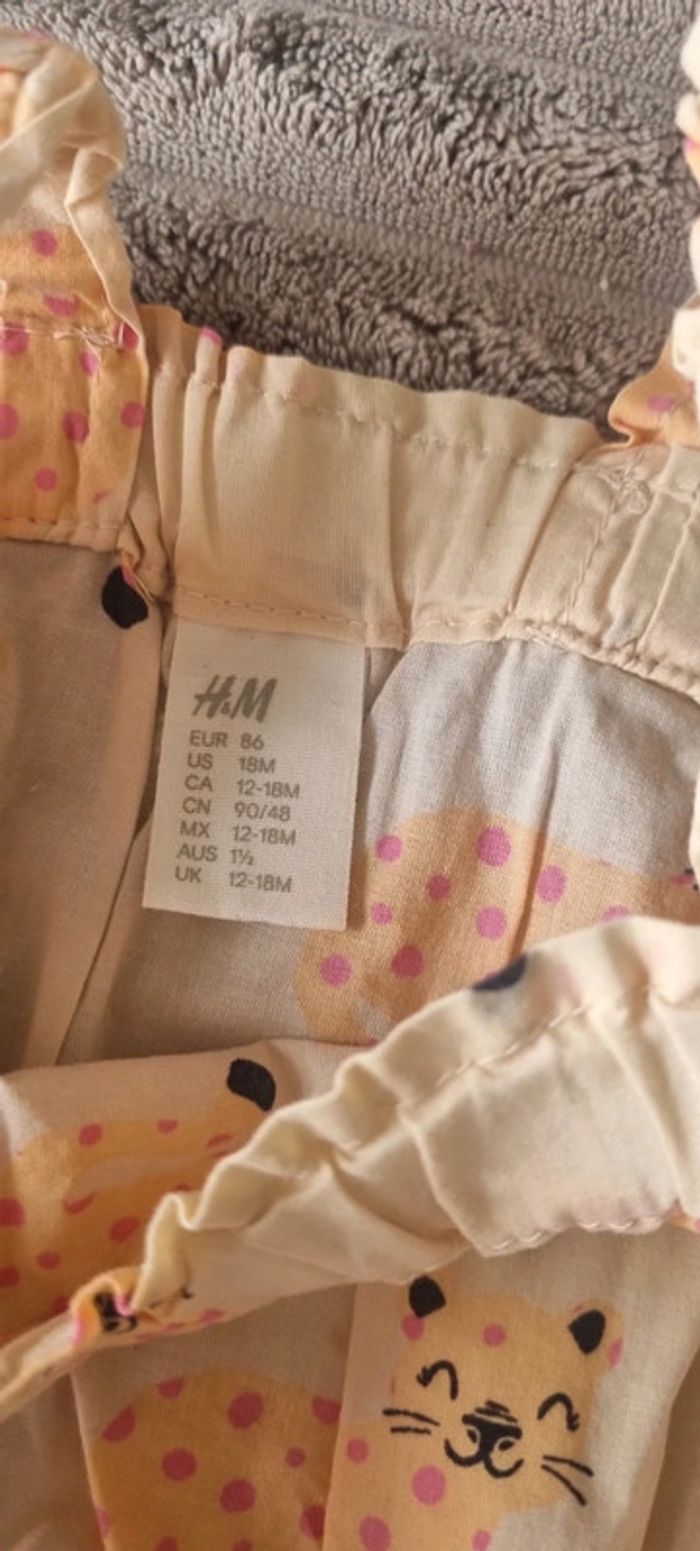 H&M
EUR 86
US 18M
CA 12-18M
CN 90/48
MX 12-18M
AUS 1½
UK 12-18M